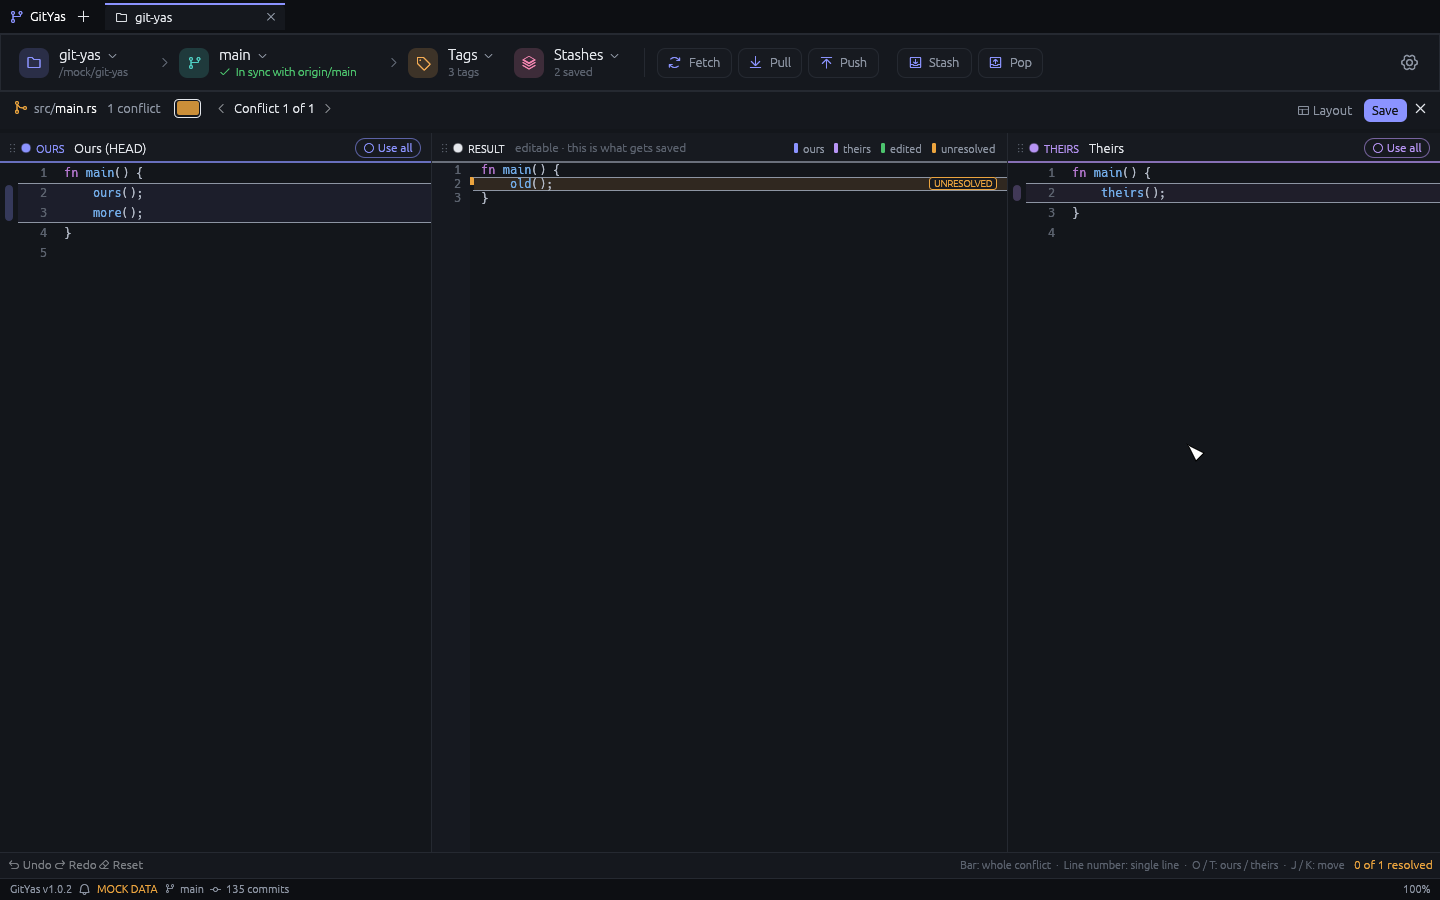 GitYas
git-yas
git-yas
/mock/git-yas
main
In sync with origin/main
Tags
3 tags
Stashes
2 saved
Fetch
Pull
Push
Stash
Pop
src/main.rs 1 conflict
Conflict 1 of 1
Layout
Save
OURS Ours (HEAD)
Use all
1 fn main() {
2     ours();
3     more();
4 }
5
RESULT editable · this is what gets saved
ours theirs edited unresolved
1 fn main() {
2     old(); UNRESOLVED
3 }
THEIRS Theirs
Use all
1 fn main() {
2     theirs();
3 }
4
Undo Redo Reset
Bar: whole conflict · Line number: single line · O / T: ours / theirs · J / K: move 0 of 1 resolved
GitYas v1.0.2 MOCK DATA main 135 commits
100%